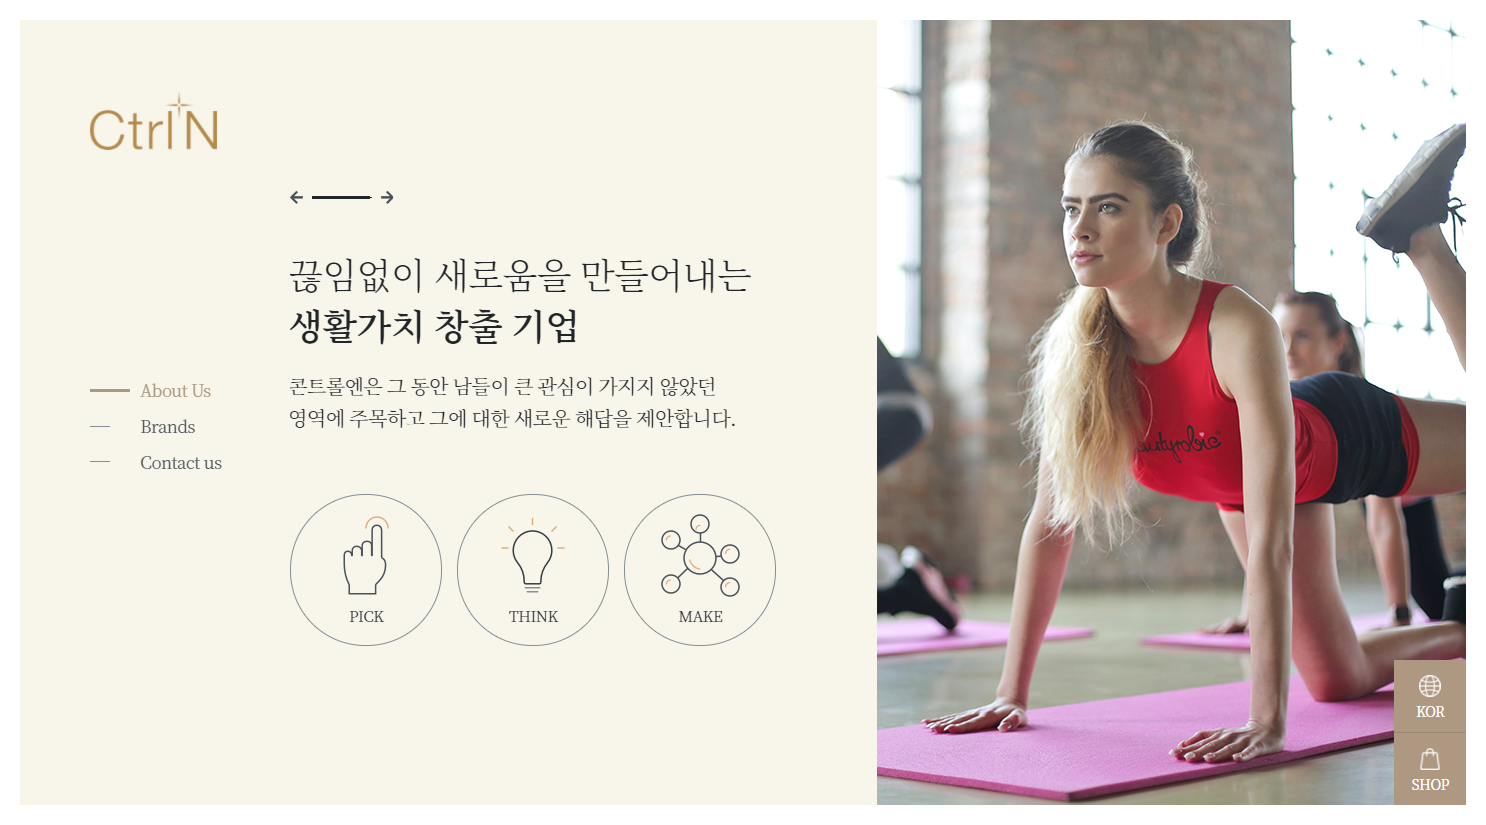 CtrlN
끊임없이 새로움을 만들어내는
생활가치 창출 기업
콘트롤엔은 그 동안 남들이 큰 관심이 가지지 않았던
영역에 주목하고 그에 대한 새로운 해답을 제안합니다.
About Us
Brands
Contact us
PICK
THINK
MAKE
KOR
SHOP